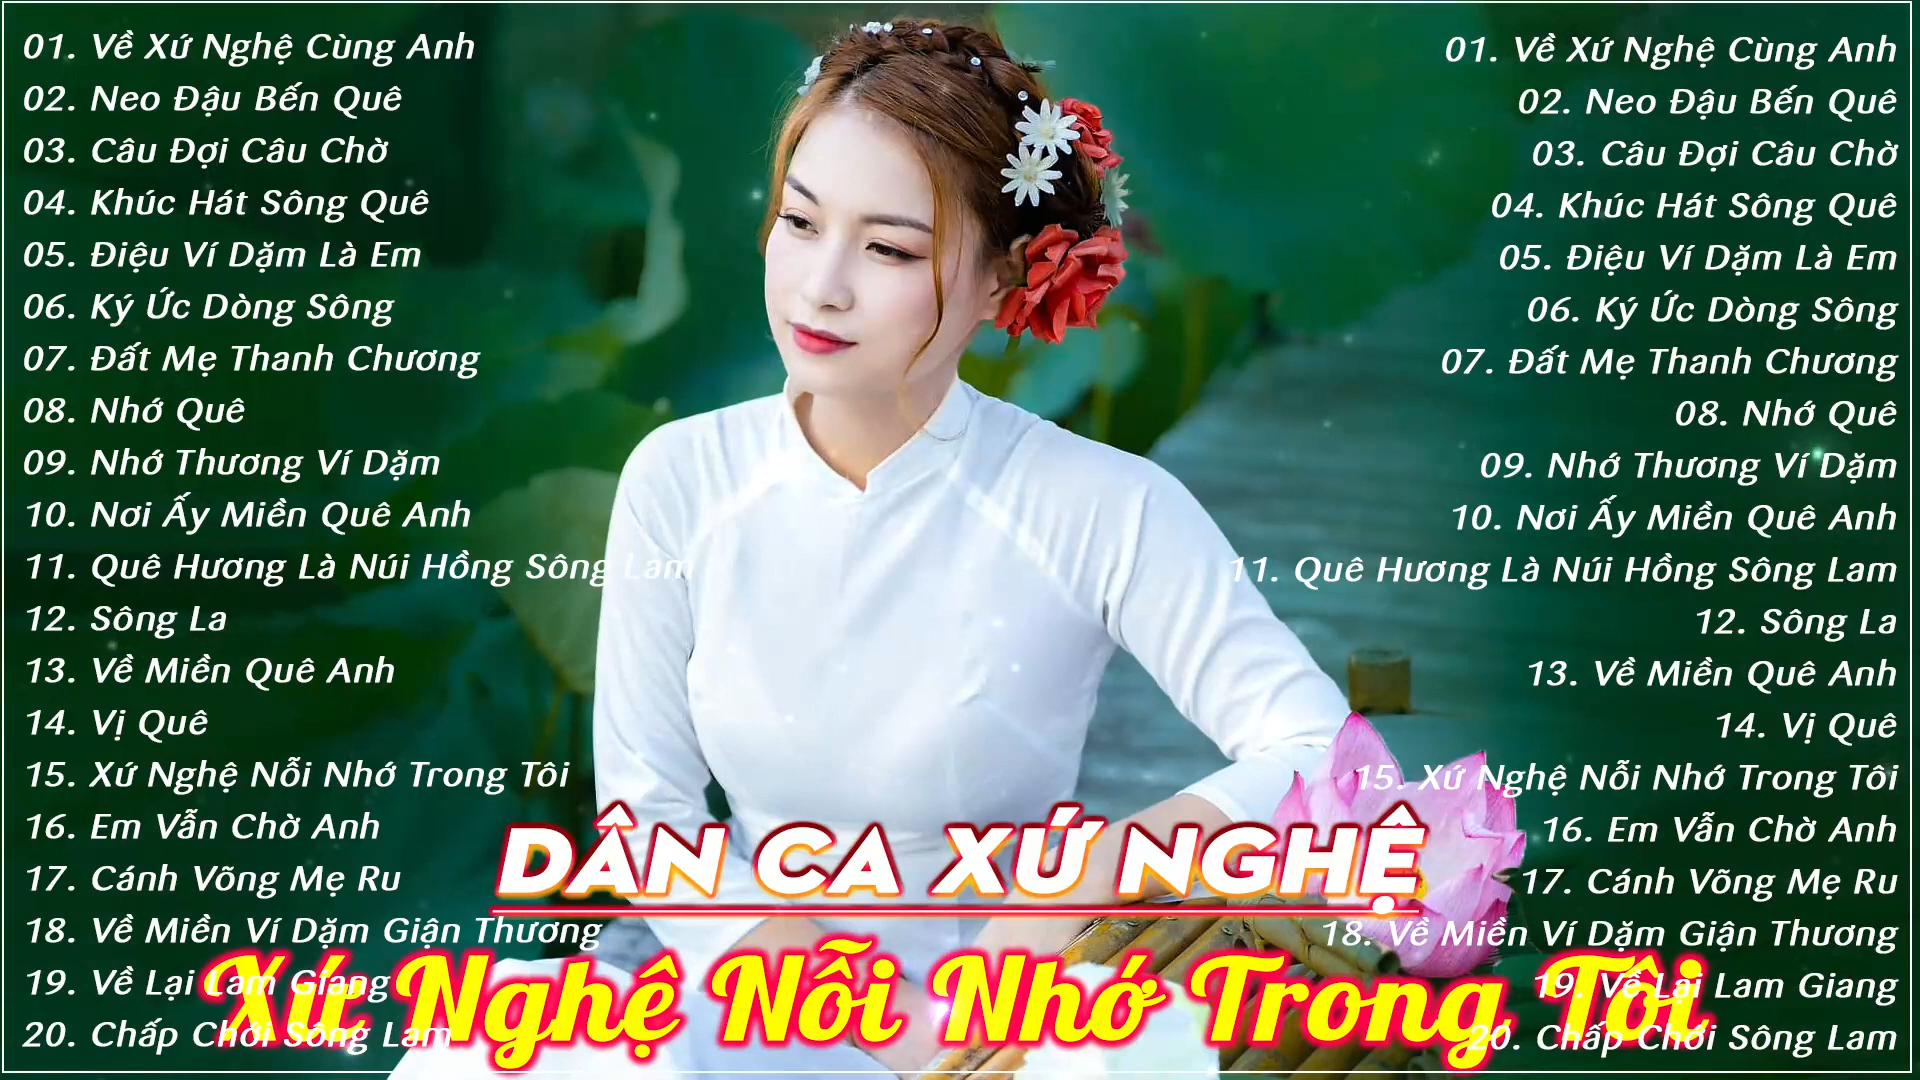 01. Về Xứ Nghệ Cùng Anh
02. Neo Đậu Bến Quê
03. Câu Đợi Câu Chờ
04. Khúc Hát Sông Quê
05. Điệu Ví Dặm Là Em
06. Ký Ức Dòng Sông
07. Đất Mẹ Thanh Chương
08. Nhớ Quê
09. Nhớ Thương Ví Dặm
10. Nơi Ấy Miền Quê Anh
11. Quê Hương Là Núi Hồng Sông Lam
12. Sông La
13. Về Miền Quê Anh
14. Vị Quê
15. Xứ Nghệ Nỗi Nhớ Trong Tôi
16. Em Vẫn Chờ Anh
17. Cánh Võng Mẹ Ru
18. Về Miền Ví Dặm Giận Thương
19. Về Lại Lam Giang
20. Chấp Chới Sông Lam
01. Về Xứ Nghệ Cùng Anh
02. Neo Đậu Bến Quê
03. Câu Đợi Câu Chờ
04. Khúc Hát Sông Quê
05. Điệu Ví Dặm Là Em
06. Ký Ức Dòng Sông
07. Đất Mẹ Thanh Chương
08. Nhớ Quê
09. Nhớ Thương Ví Dặm
10. Nơi Ấy Miền Quê Anh
11. Quê Hương Là Núi Hồng Sông Lam
12. Sông La
13. Về Miền Quê Anh
14. Vị Quê
15. Xứ Nghệ Nỗi Nhớ Trong Tôi
16. Em Vẫn Chờ Anh
17. Cánh Võng Mẹ Ru
18. Về Miền Ví Dặm Giận Thương
19. Về Lại Lam Giang
20. Chấp Chới Sông Lam
DÂN CA XỨ NGHỆ
Xứ Nghệ Nỗi Nhớ Trong Tôi